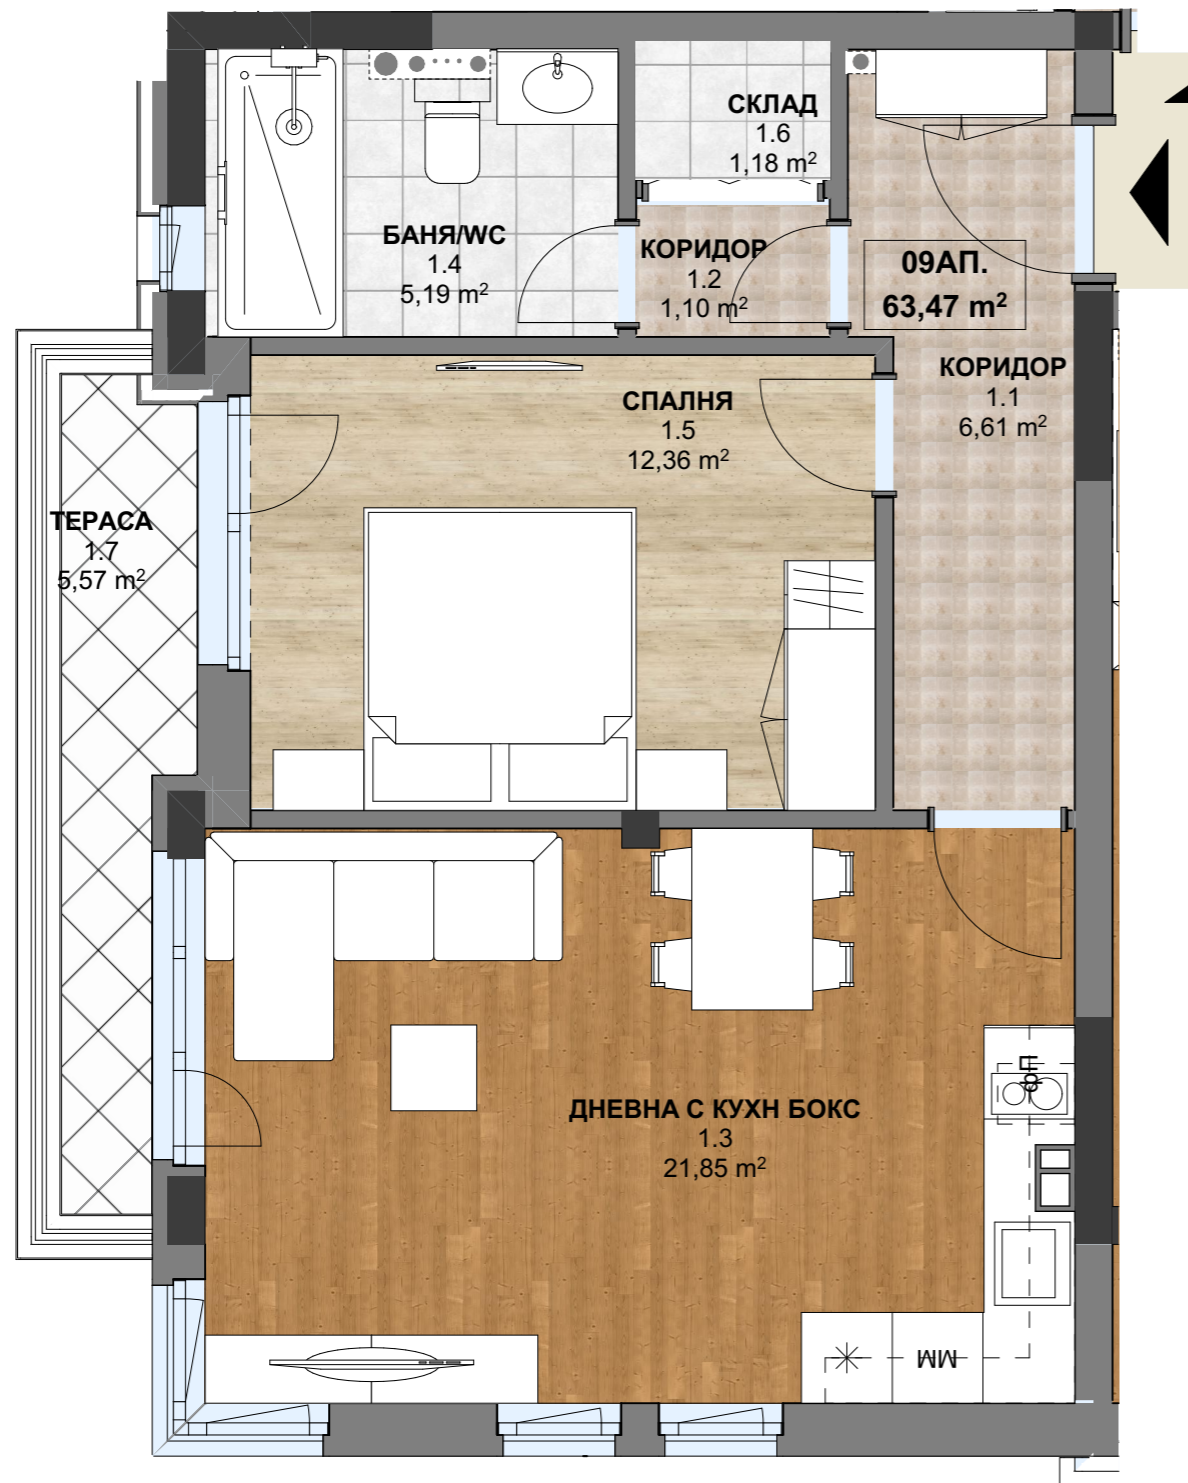 СКЛАД
1.6
1,18 m²
БАНЯ/WC
1.4
5,19 m²
КОРИДОР
1.2
1,10 m²
09АП.
63,47 m²
КОРИДОР
1.1
6,61 m²
СПАЛНЯ
1.5
12,36 m²
ТЕРАСА
1.7
5,57 m²
ДНЕВНА С КУХН БОКС
1.3
21,85 m²
фП
ММ